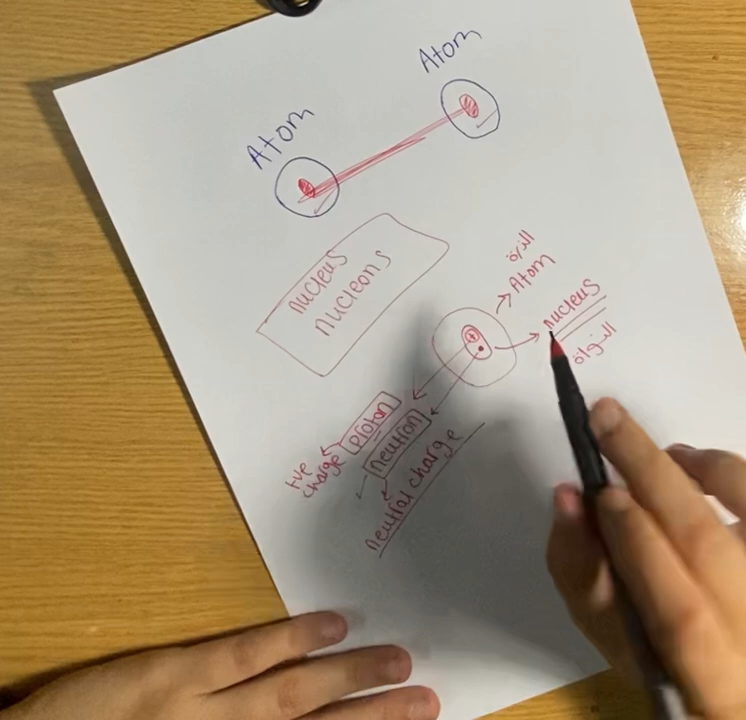 Atom
Atom
nucleus
nucleons
الذرة
Atom
nucleus
النواة
proton
+ve
charge
neutron
neutral charge